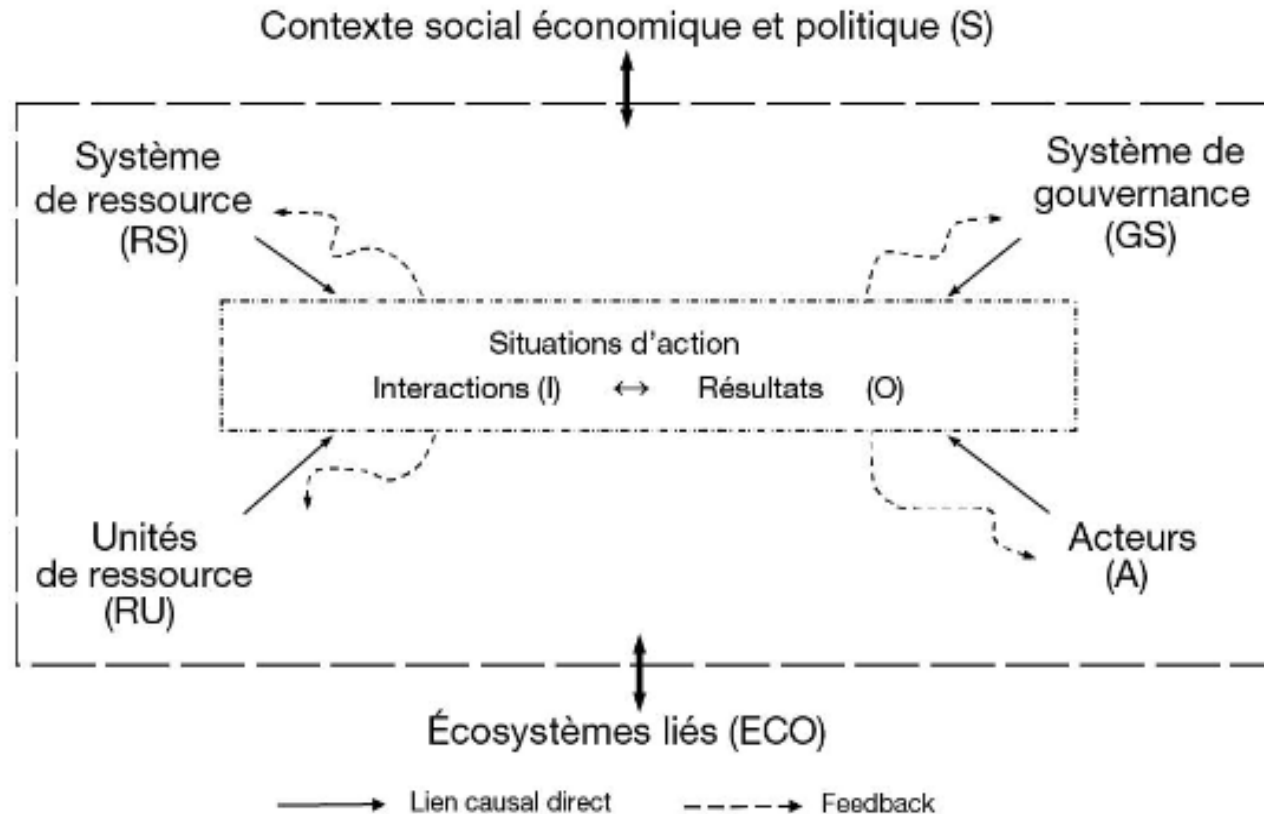 Contexte social économique et politique (S)
Système
de ressource
(RS)
Système de
gouvernance
(GS)
Situations d'action
Interactions (I) ↔ Résultats (O)
Unités
de ressource
(RU)
Acteurs
(A)
Écosystèmes liés (ECO)
Lien causal direct
Feedback